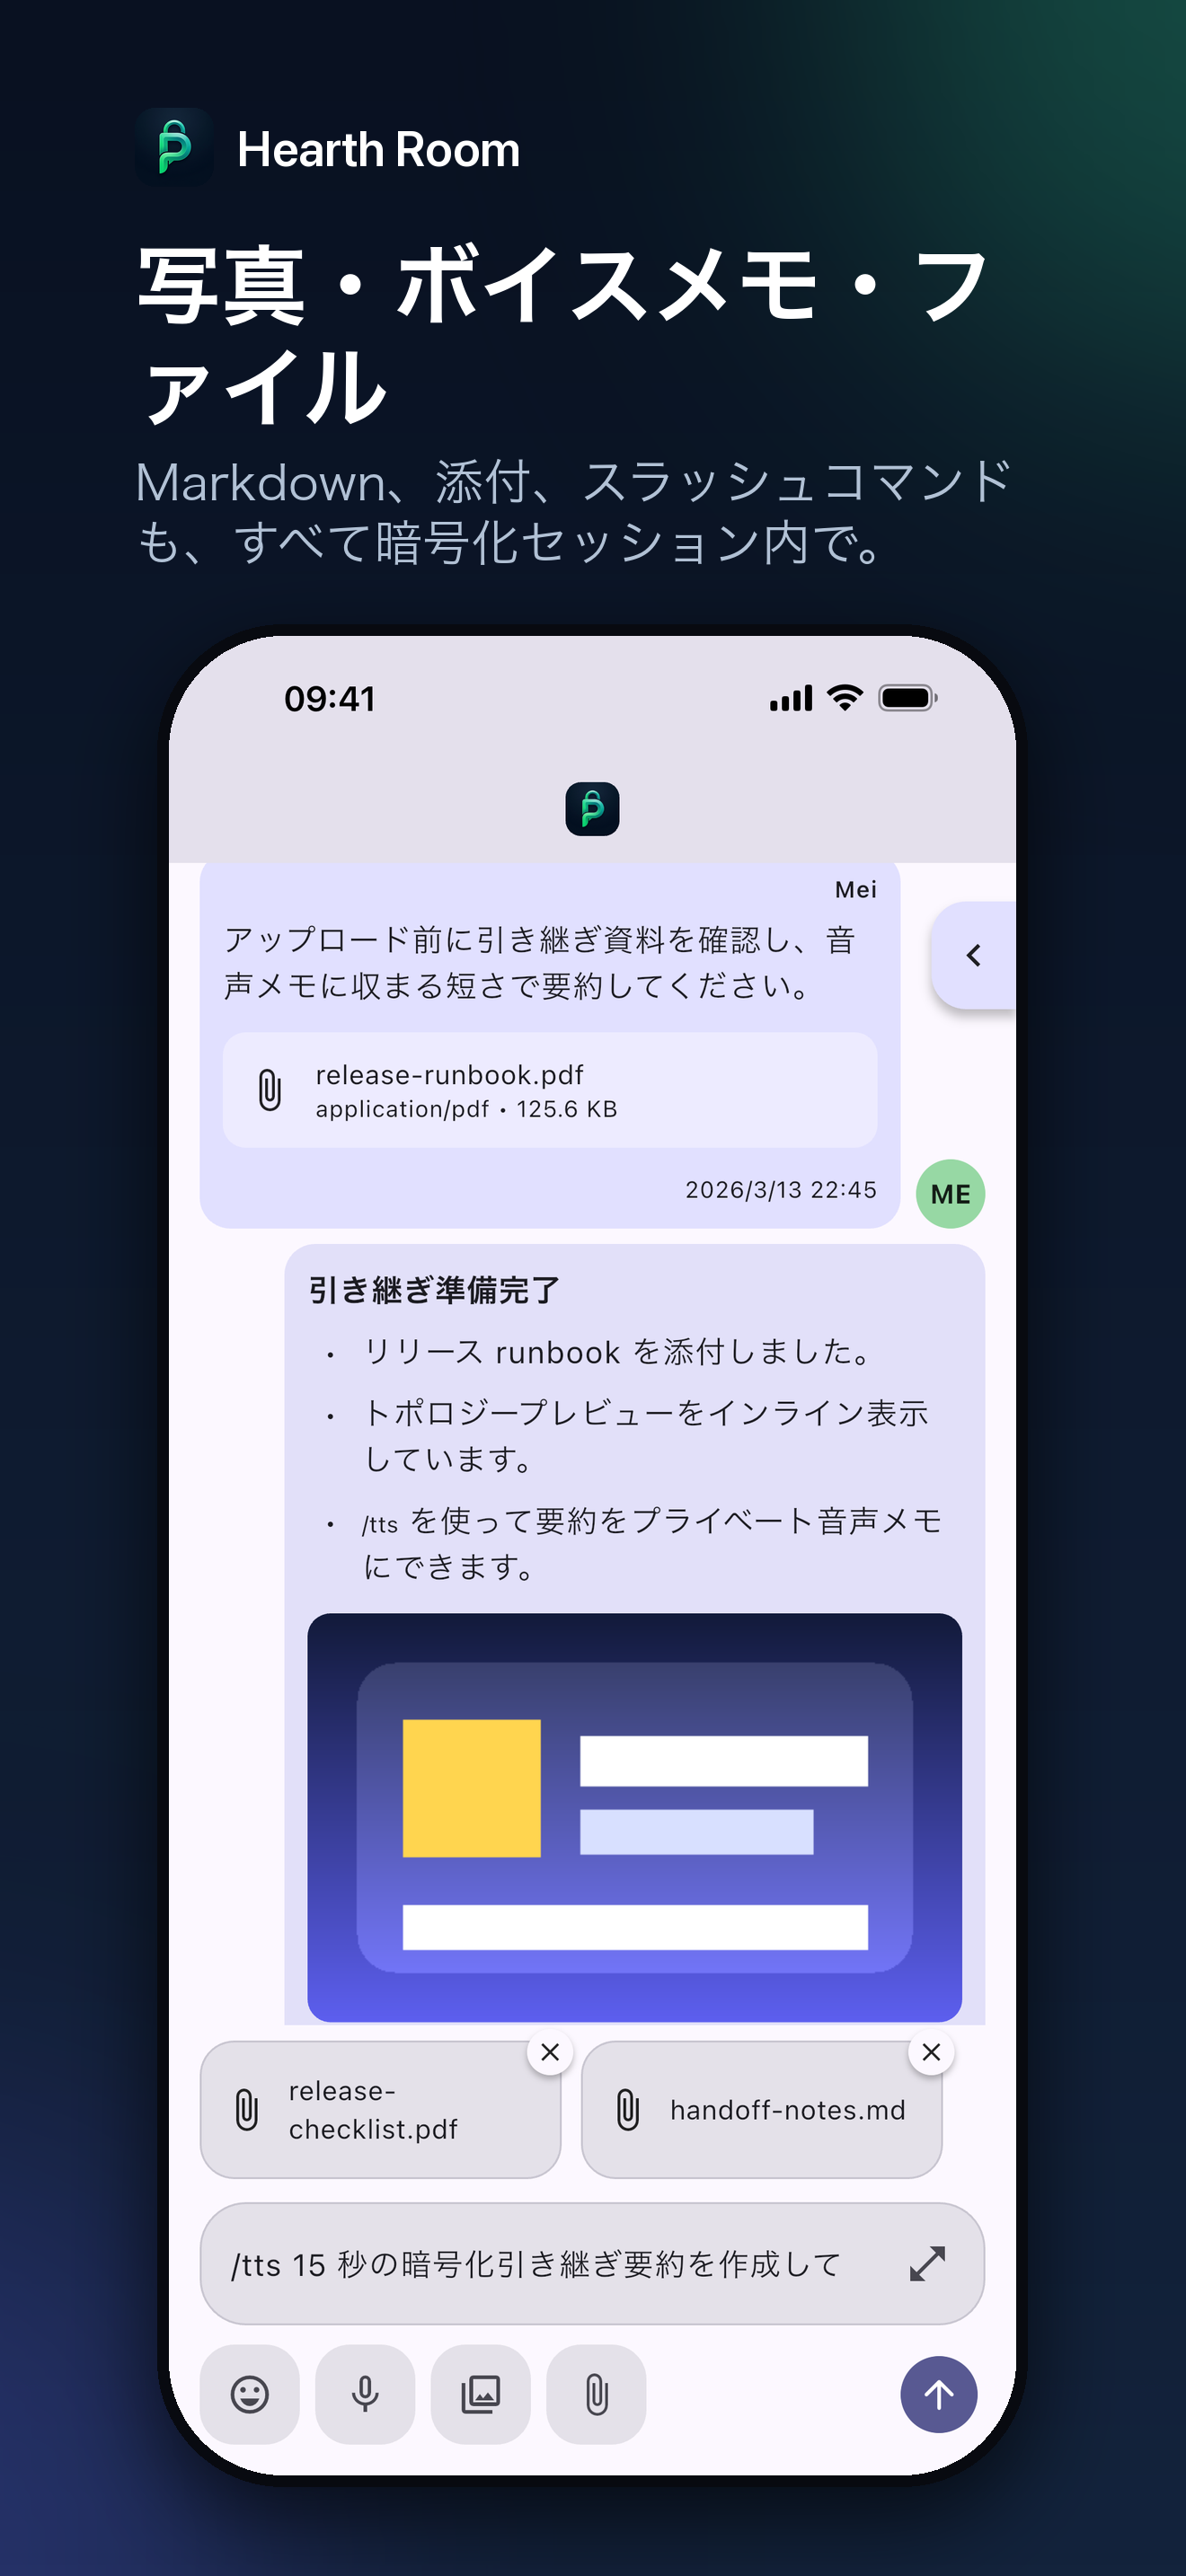 Hearth Room
写真・ボイスメモ・フ
ァイル
Markdown、添付、スラッシュコマンド
も、すべて暗号化セッション内で。
09:41
Mei
アップロード前に引き継ぎ資料を確認し、音
声メモに収まる短さで要約してください。
release-runbook.pdf
application/pdf • 125.6 KB
2026/3/13 22:45
ME
引き継ぎ準備完了
• リリース runbook を添付しました。
• トポロジープレビューをインライン表示
しています。
• /tts を使って要約をプライベート音声メモ
にできます。
release-
checklist.pdf
handoff-notes.md
/tts 15 秒の暗号化引き継ぎ要約を作成して